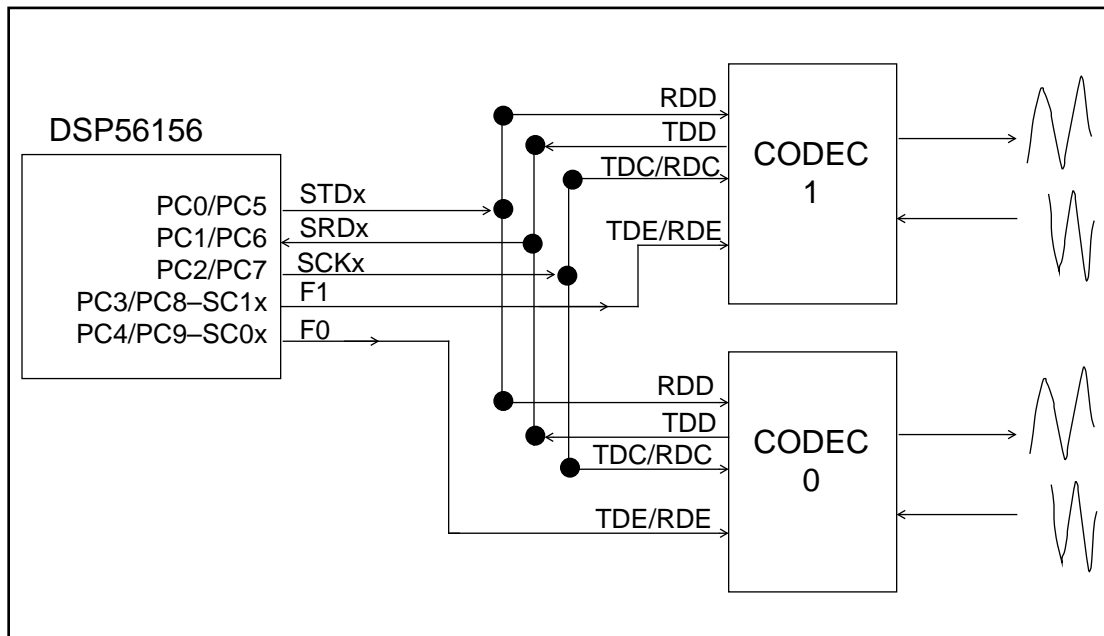 DSP56156
PC0/PC5
PC1/PC6
PC2/PC7
PC3/PC8–SC1x
PC4/PC9–SC0x
STDx
SRDx
SCKx
F1
F0
RDD
TDD
TDC/RDC
TDE/RDE
CODEC
1
RDD
TDD
TDC/RDC
TDE/RDE
CODEC
0